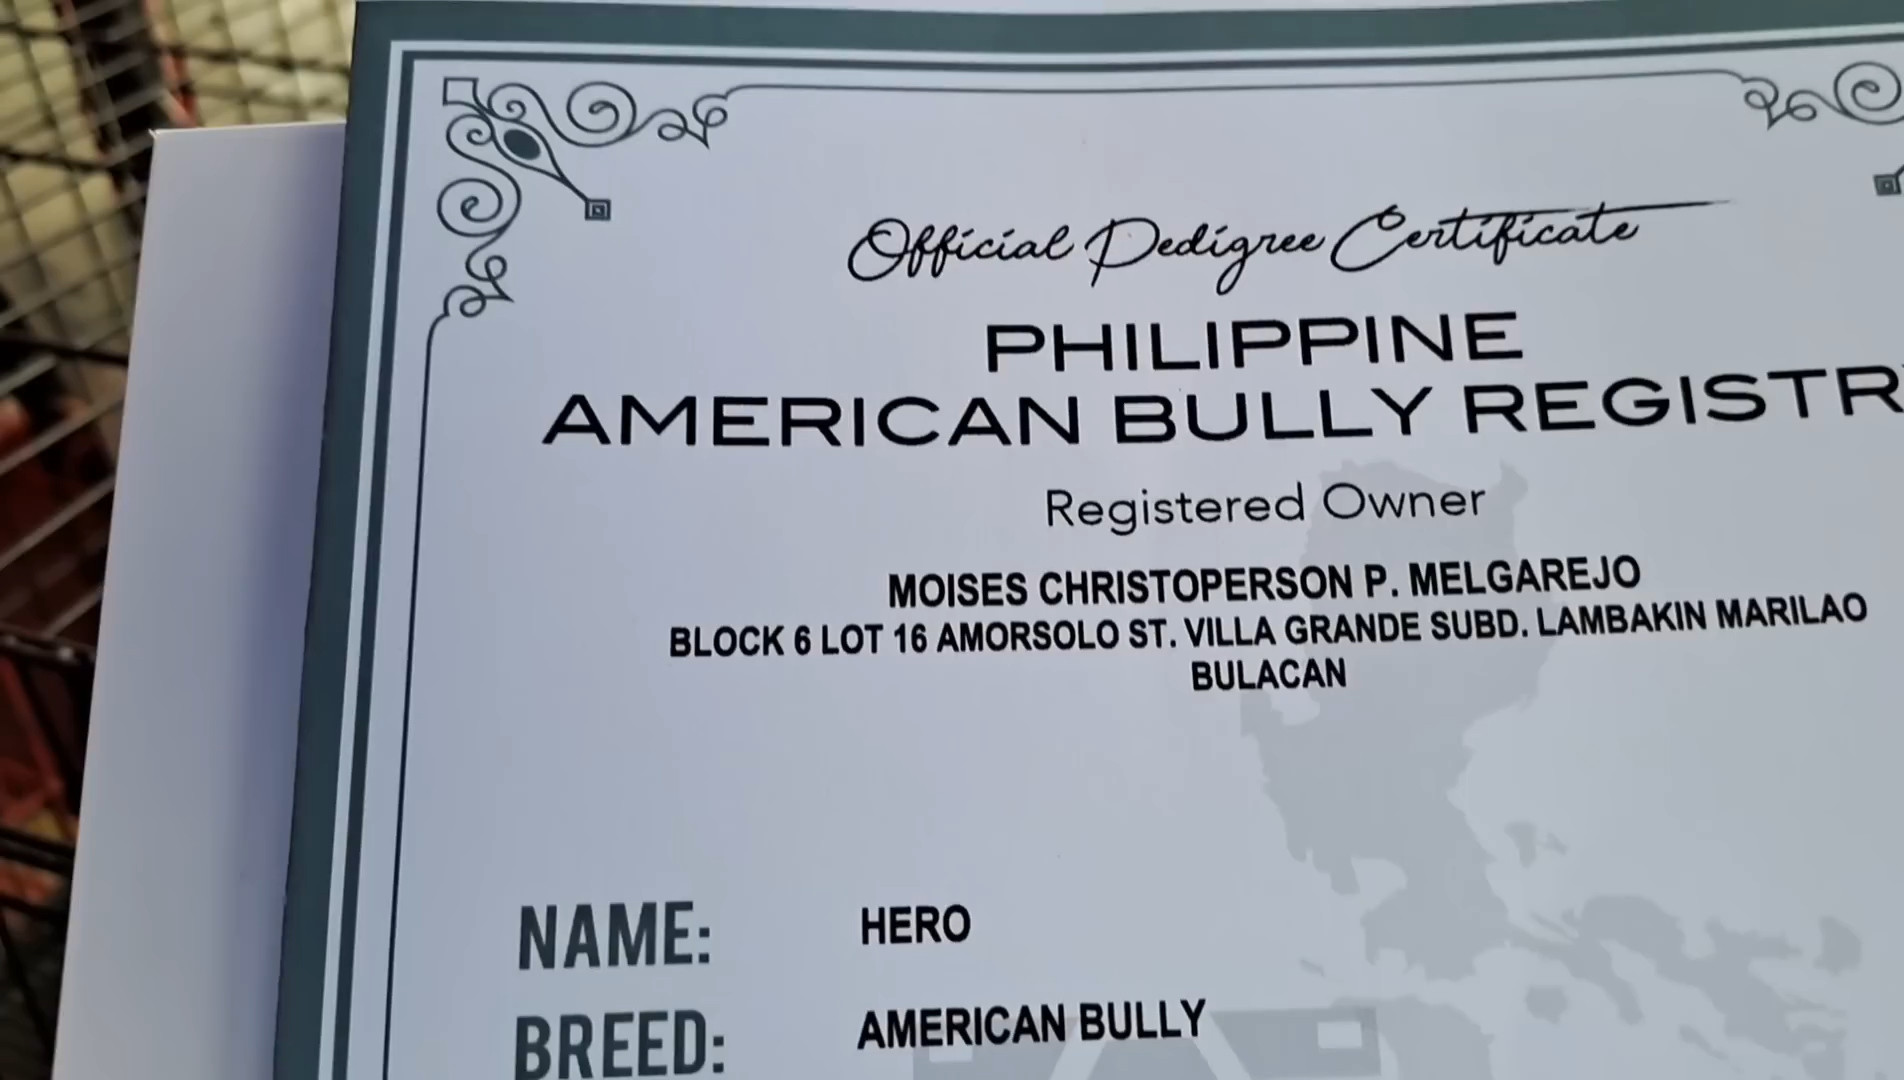 Official Pedigree Certificate
PHILIPPINE
AMERICAN BULLY REGISTR
Registered Owner
MOISES CHRISTOPERSON P. MELGAREJO
BLOCK 6 LOT 16 AMORSOLO ST. VILLA GRANDE SUBD. LAMBAKIN MARILAO
BULACAN
NAME: HERO
BREED: AMERICAN BULLY